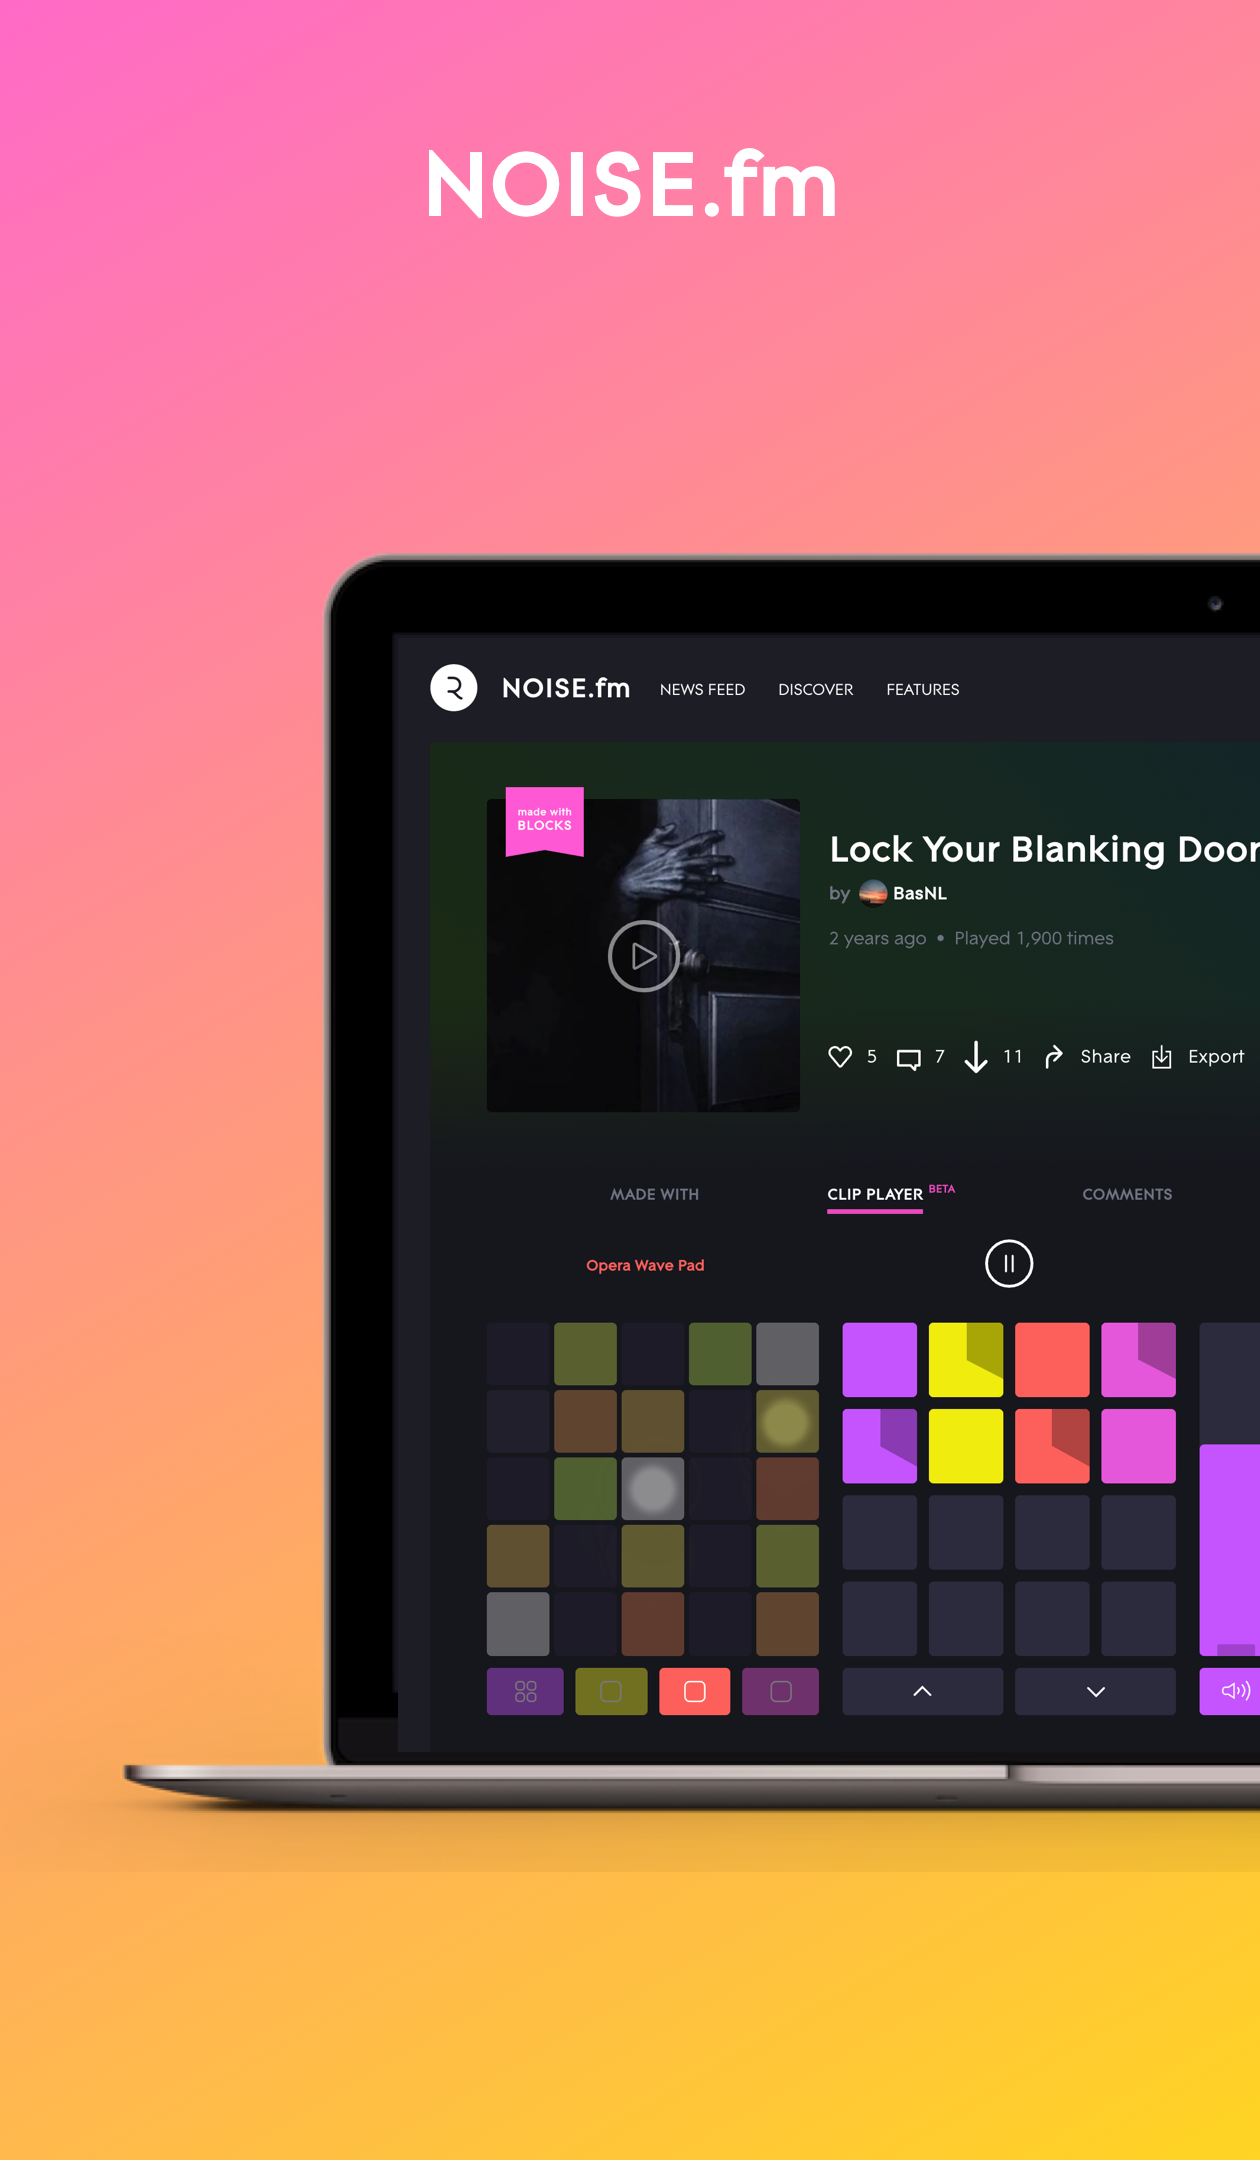 NOISE.fm
NOISE.fm NEWS FEED DISCOVER FEATURES
made with
BLOCKS
Lock Your Blanking Door
by BasNL
2 years ago • Played 1,900 times
5 7 11 Share Export
MADE WITH CLIP PLAYER BETA COMMENTS
Opera Wave Pad